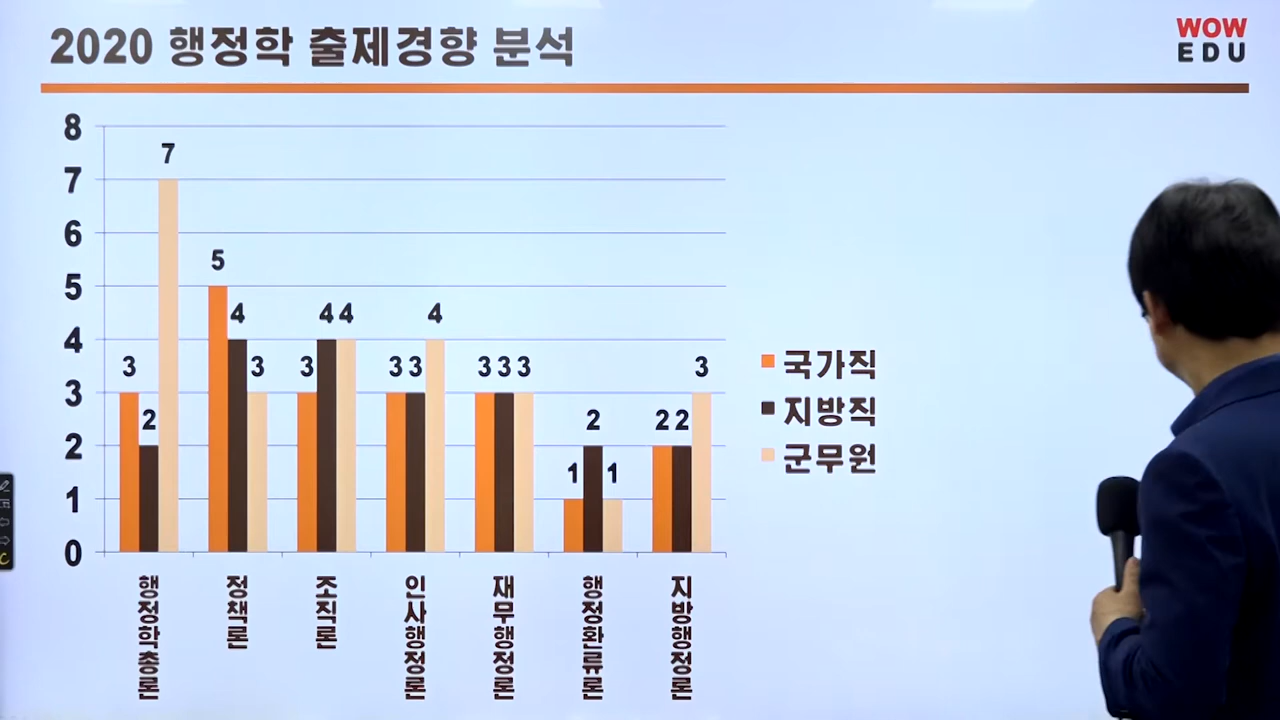 2020 행정학 출제경향 분석
WOW
EDU
8
7
6
5
4
3
2
1
0
3 2 7
5 4 3
3 4 4
3 3 4
3 3 3
1 2 1
2 2 3
국가직
지방직
군무원
행정학총론
정책론
조직론
인사행정론
재무행정론
행정환류론
지방행정론